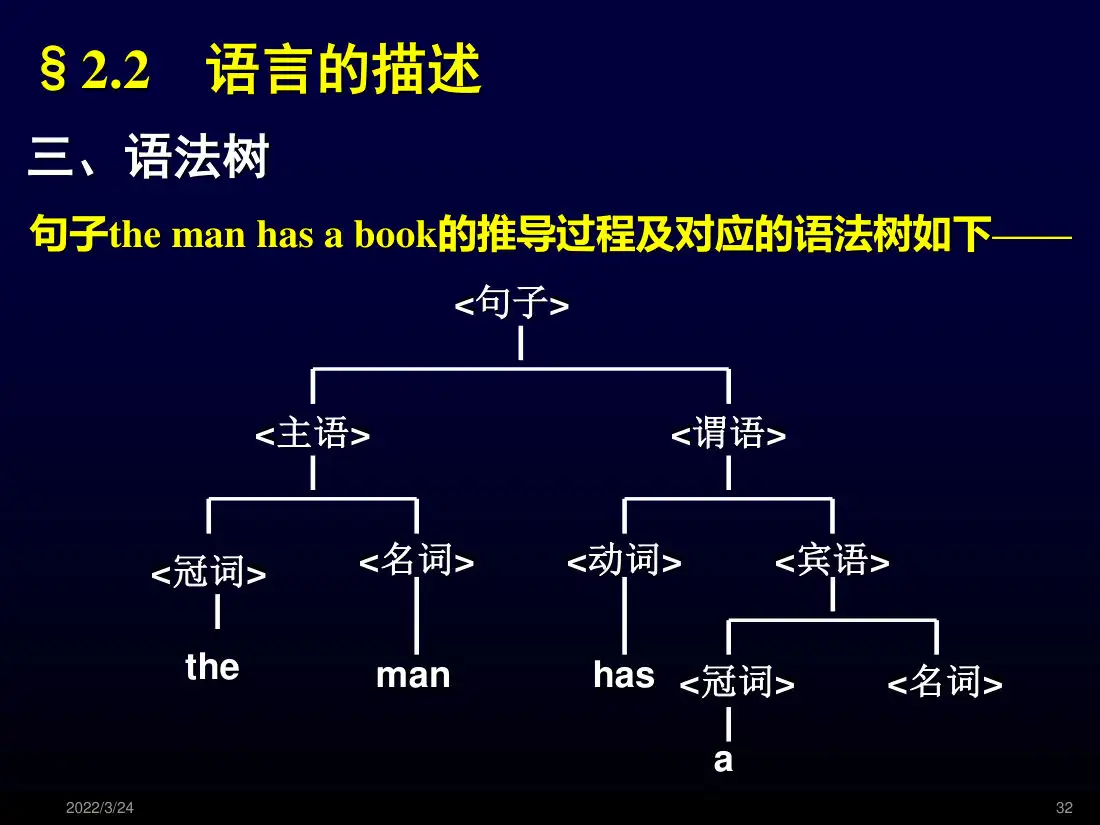 §2.2 语言的描述
三、语法树
句子the man has a book的推导过程及对应的语法树如下——
<句子>
<主语> <谓语>
<冠词> <名词> <动词> <宾语>
the man has <冠词> <名词>
a
2022/3/24 32